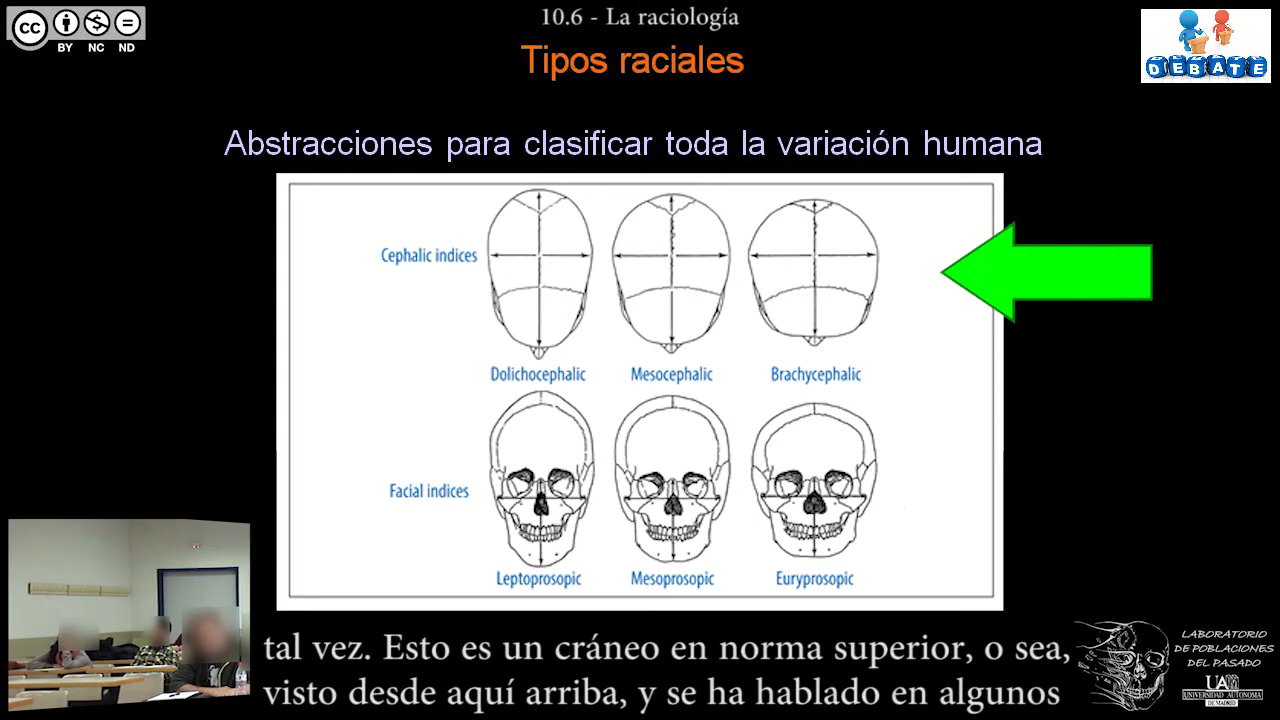 10.6 - La raciología
Tipos raciales
CC
BY NC ND
DEBATE
Abstracciones para clasificar toda la variación humana
Cephalic indices
Dolichocephalic Mesocephalic Brachycephalic
Facial indices
Leptoprosopic Mesoprosopic Euryprosopic
tal vez. Esto es un cráneo en norma superior, o sea,
visto desde aquí arriba, y se ha hablado en algunos
LABORATORIO
DE POBLACIONES
DEL PASADO
UAM
UNIVERSIDAD AUTONOMA
DE MADRID